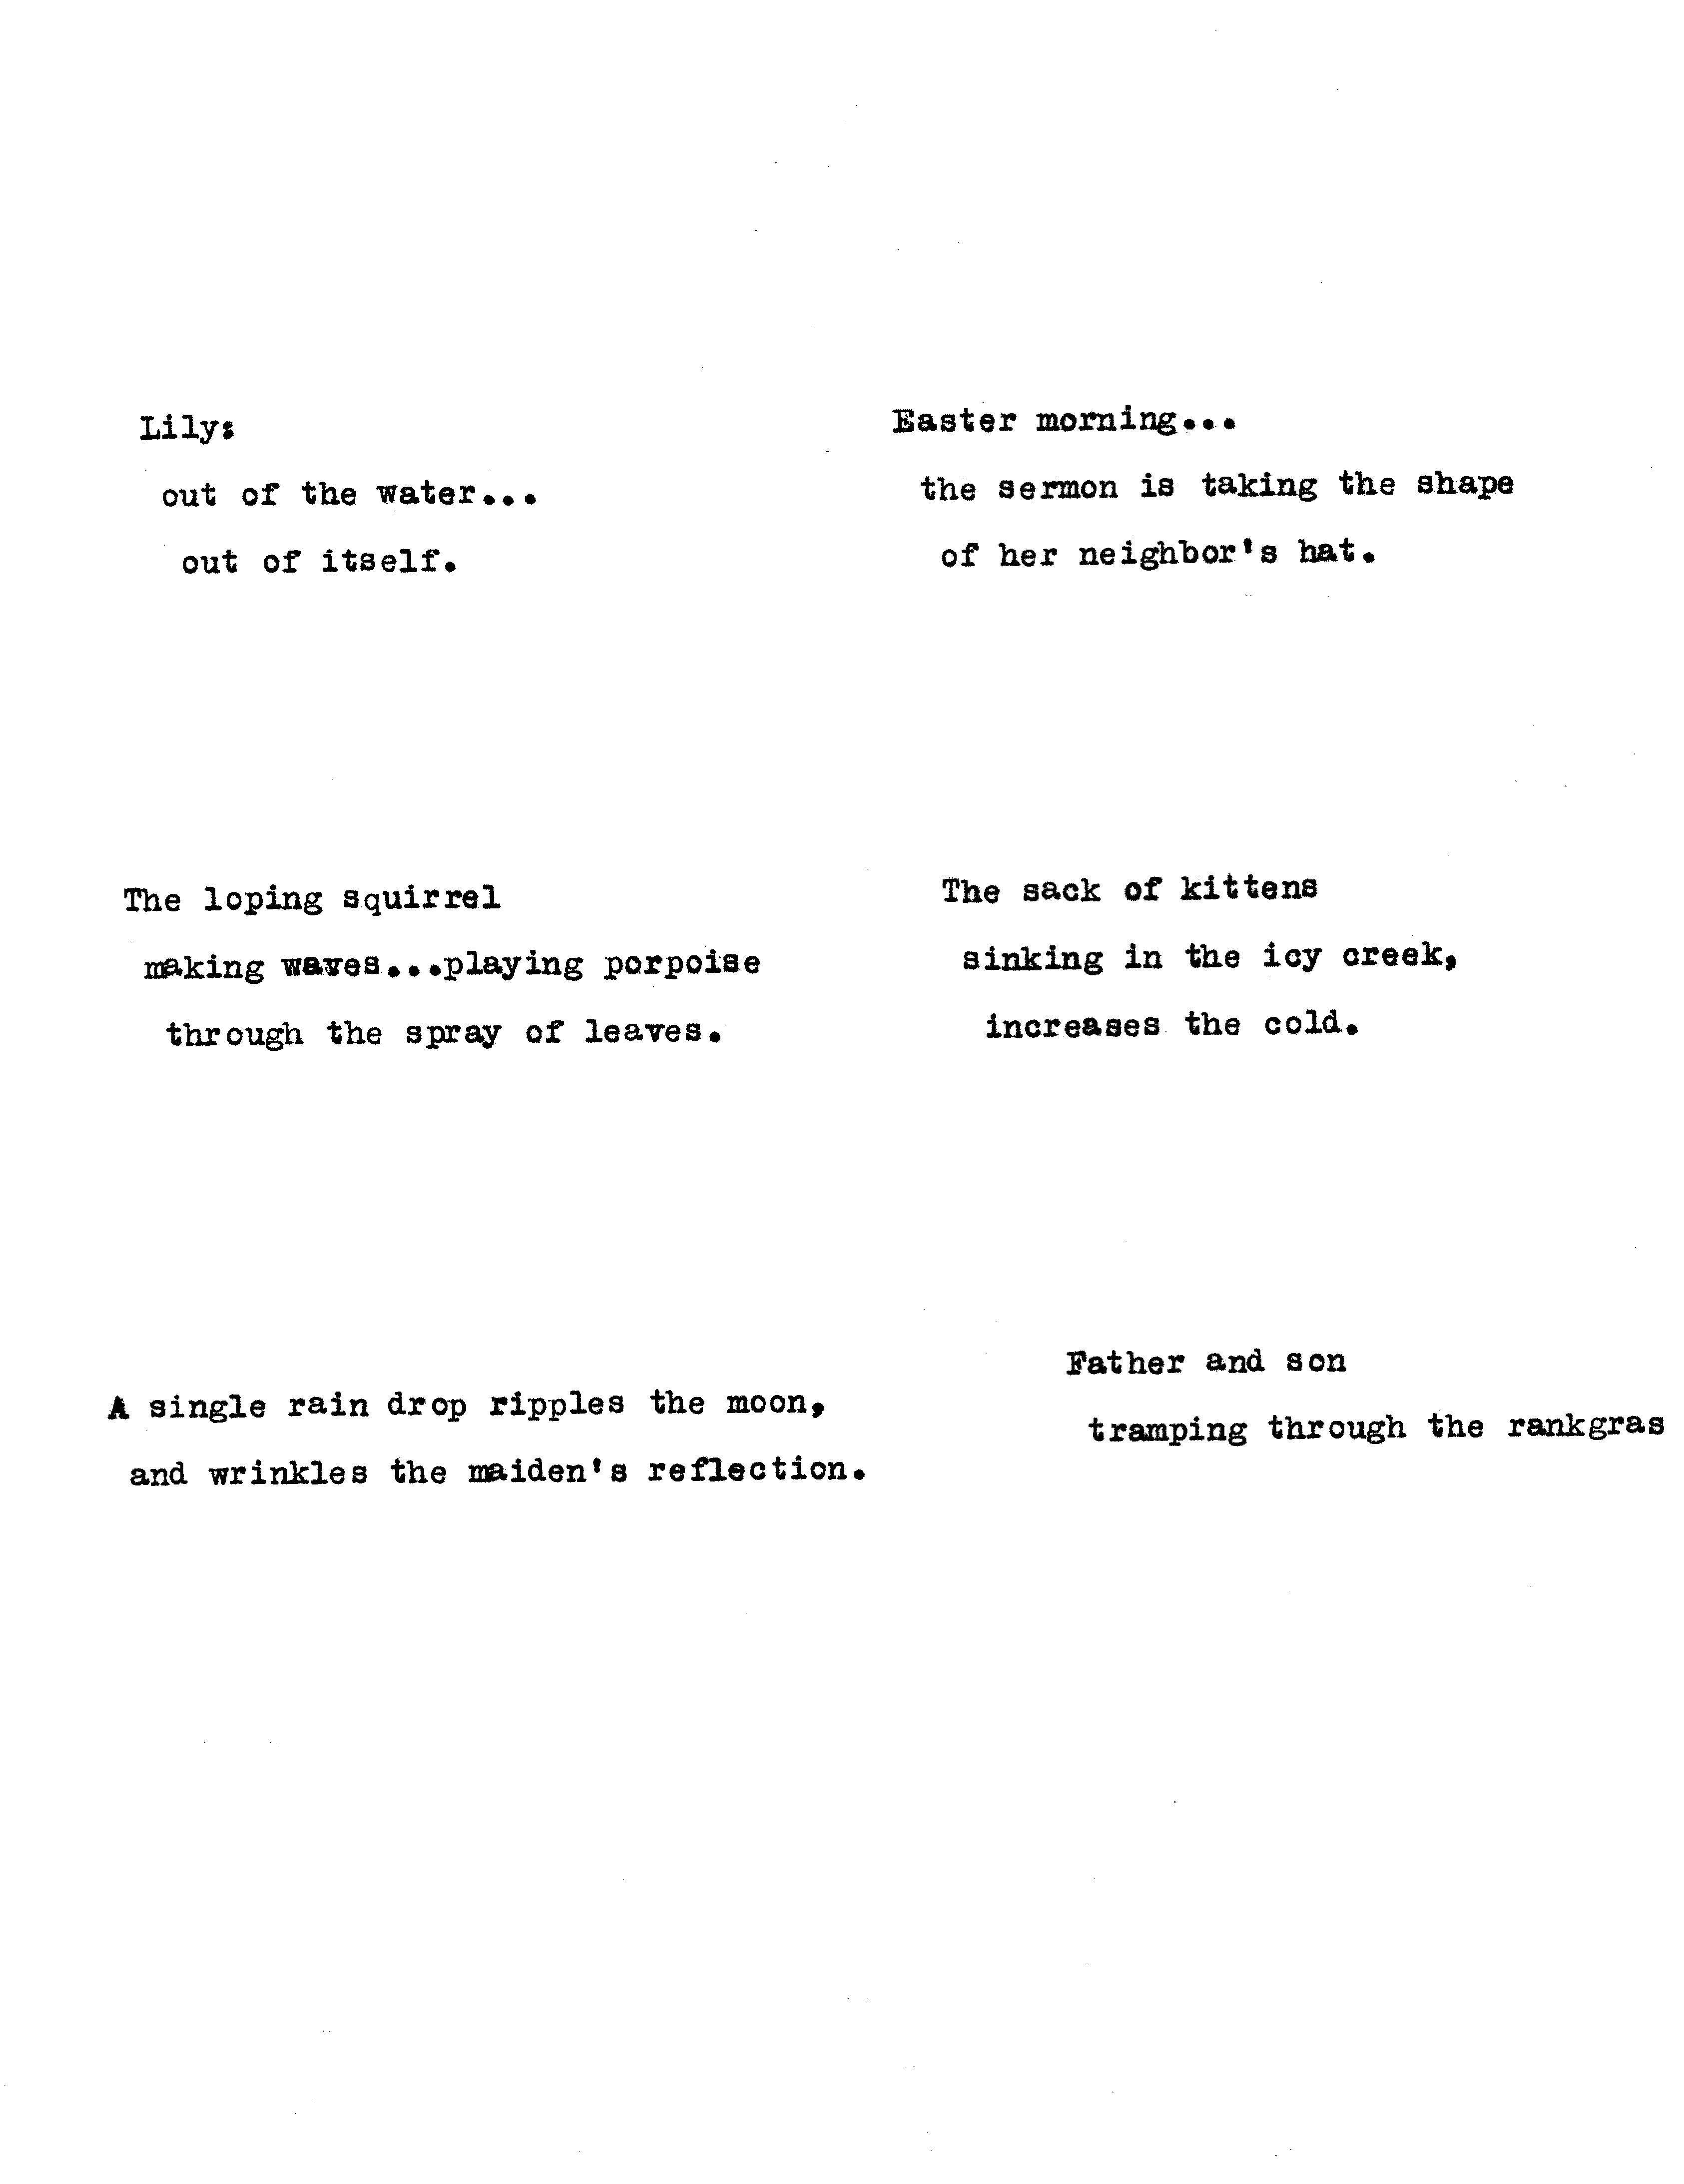 Lily:
out of the water...
out of itself.
Easter morning...
the sermon is taking the shape
of her neighbor's hat.
The loping squirrel
making waves...playing porpoise
through the spray of leaves.
The sack of kittens
sinking in the icy creek,
increases the cold.
A single rain drop ripples the moon,
and wrinkles the maiden's reflection.
Father and son
tramping through the rankgras